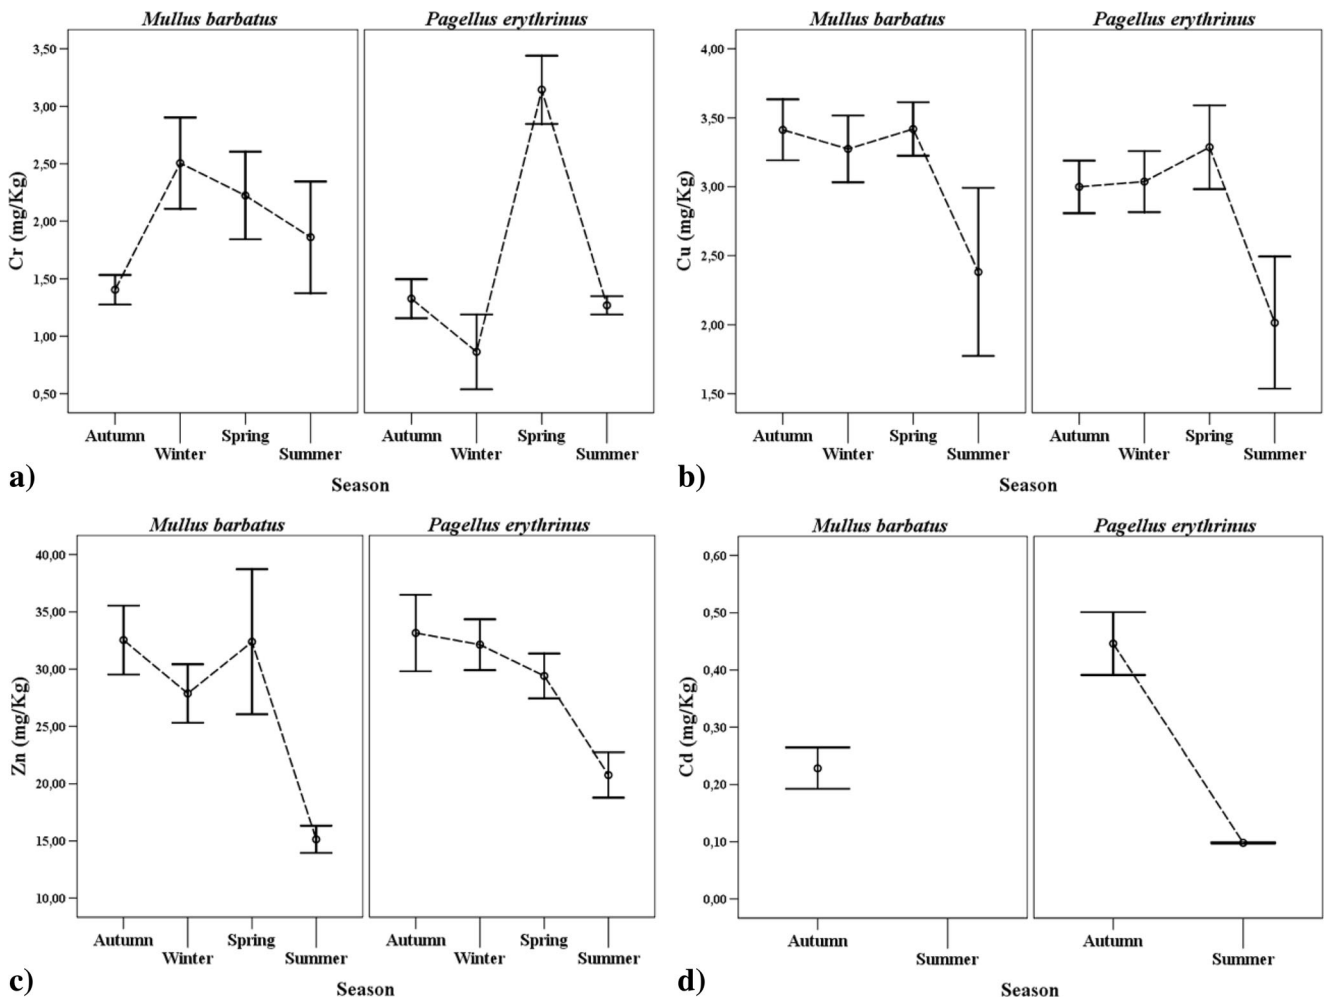 Mullus barbatus Pagellus erythrinus
3,50
3,00
2,50
2,00
1,50
1,00
0,50
Cr (mg/Kg)
Autumn Spring Autumn Spring
Winter Summer Winter Summer
Season
a)
Mullus barbatus Pagellus erythrinus
4,00
3,50
3,00
2,50
2,00
1,50
Cu (mg/Kg)
Autumn Spring Autumn Spring
Winter Summer Winter Summer
Season
b)
Mullus barbatus Pagellus erythrinus
40,00
35,00
30,00
25,00
20,00
15,00
10,00
Zn (mg/Kg)
Autumn Spring Autumn Spring
Winter Summer Winter Summer
Season
c)
Mullus barbatus Pagellus erythrinus
0,60
0,50
0,40
0,30
0,20
0,10
0,00
Cd (mg/Kg)
Autumn Autumn
Summer Summer
Season
d)